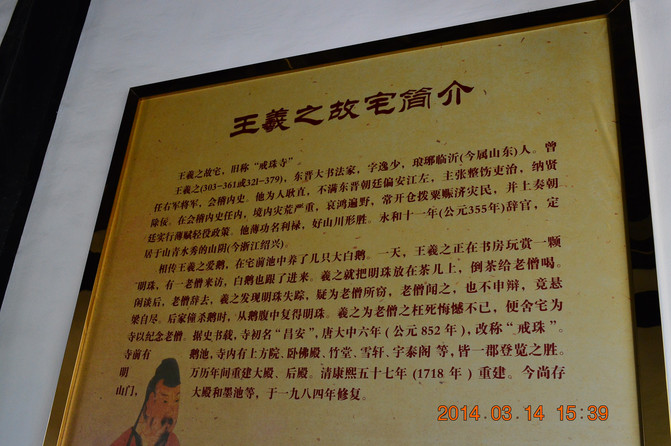 王羲之故宅简介
王羲之故宅，旧称“戒珠寺”。
王羲之(303-361或321-379)、东晋大书法家，字逸少，琅琊临沂(今属山东)人。曾
任右军将军，会稽内史。他为人耿直，不满东晋朝廷偏安江左，主张整饬吏治，纳贤
除佞。在会稽内史任内，境内灾荒严重，哀鸿遍野，常开仓拨粟赈济灾民，并上奏朝
廷实行薄赋轻役政策。他薄功名利禄，好山川形胜。永和十一年(公元355年)辞官，定
居于山青水秀的山阴(今浙江绍兴)。
相传王羲之爱鹅，在宅前池中养了几只大白鹅。一天，王羲之正在书房玩赏一颗
明珠，有一老僧来访，白鹅也跟了进来。羲之就把明珠放在茶几上，倒茶给老僧喝。
闲谈后，老僧辞去，羲之发现明珠失踪，疑为老僧所窃，老僧闻之，也不申辩，竟悬
梁自尽。后家僮杀鹅时，从鹅腹中复得明珠。羲之为老僧之枉死悔憾不已，便舍宅为
寺以纪念老僧。据史书载，寺初名“昌安”，唐大中六年(公元852年)，改称“戒珠”。
寺前有 鹅池，寺内有上方院、卧佛殿、竹堂、雪轩、宇泰阁等，皆一郡登览之胜。
明 万历年间重建大殿、后殿。清康熙五十七年(1718年)重建。今尚存
山门， 大殿和墨池等，于一九八四年修复。
2014.03.14 15:39